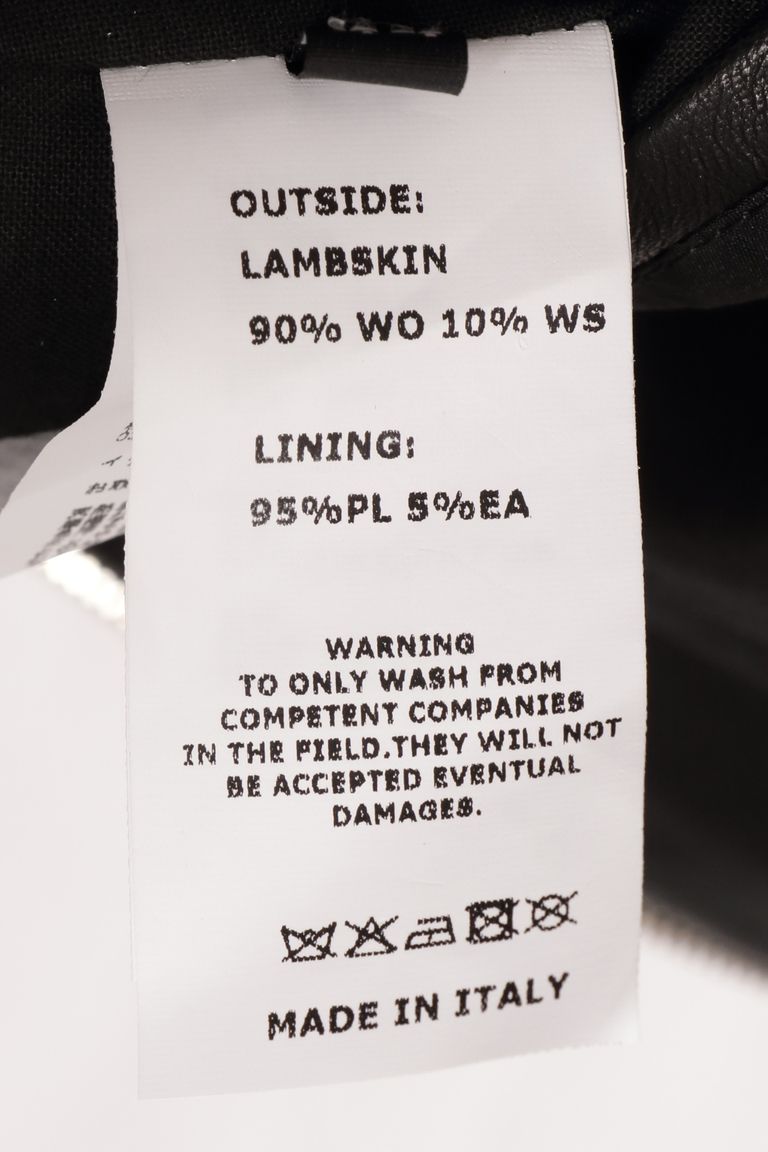 OUTSIDE:
LAMBSKIN
90% WO 10% WS
LINING:
95%PL 5%EA
WARNING
TO ONLY WASH FROM
COMPETENT COMPANIES
IN THE FIELD.THEY WILL NOT
BE ACCEPTED EVENTUAL
DAMAGES.
MADE IN ITALY